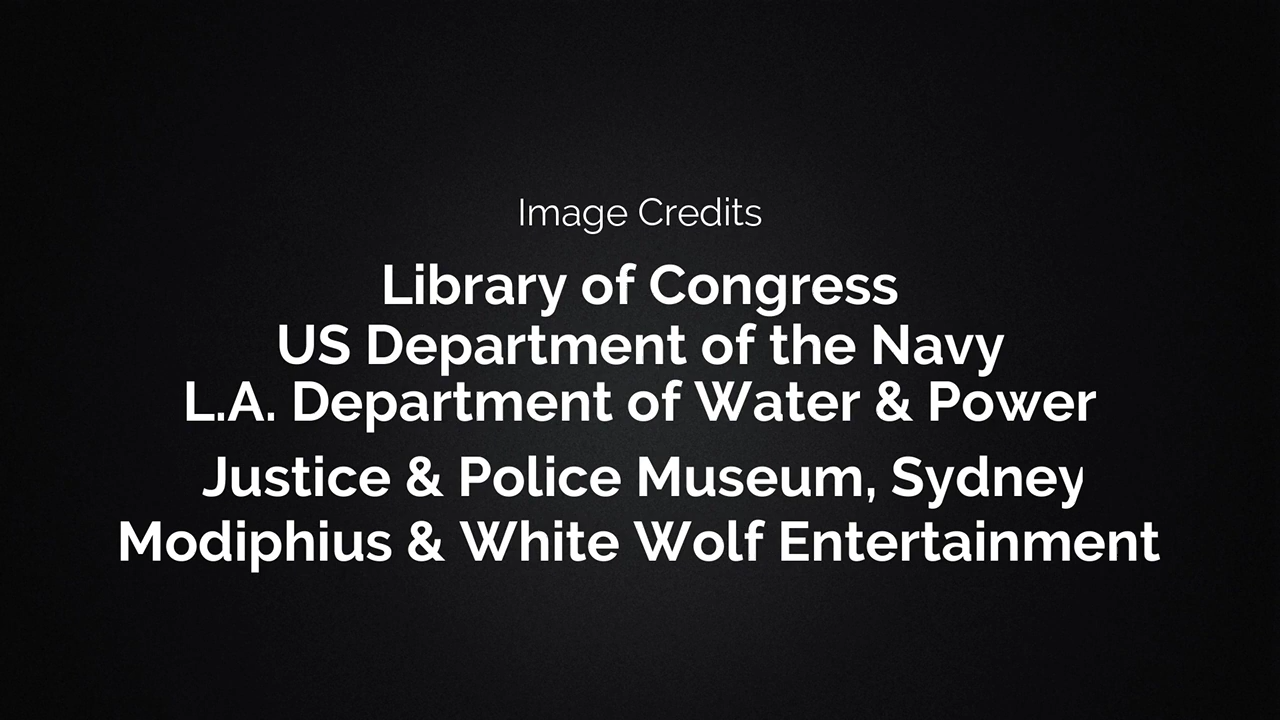 Image Credits
Library of Congress
US Department of the Navy
L.A. Department of Water & Power
Justice & Police Museum, Sydney
Modiphius & White Wolf Entertainment